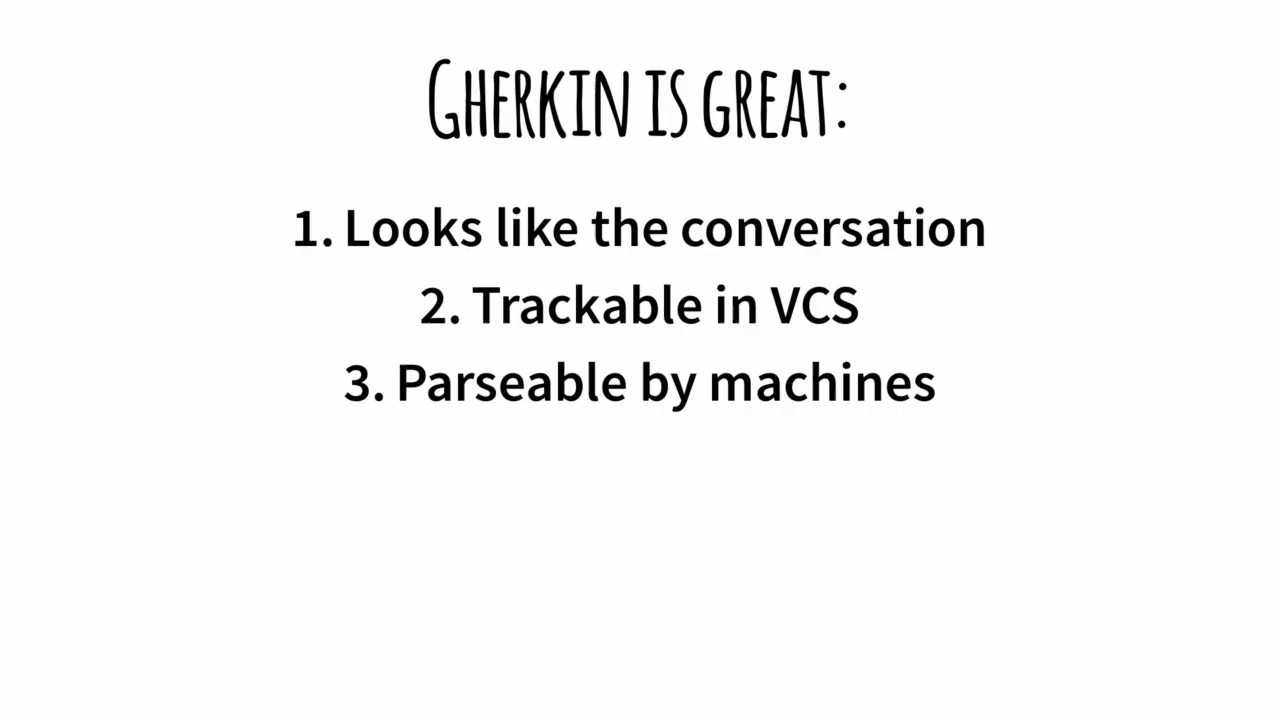 Gherkin is great:
1. Looks like the conversation
2. Trackable in VCS
3. Parseable by machines